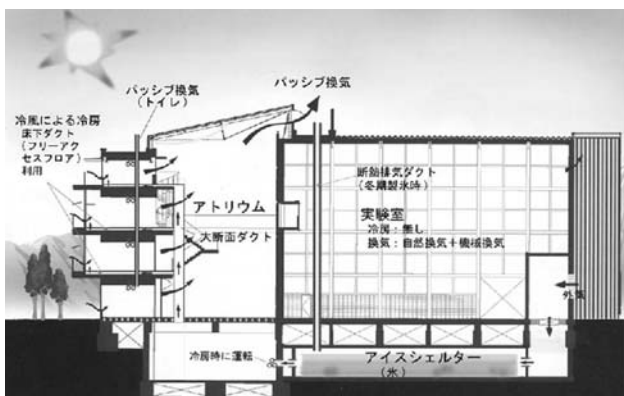 パッシブ換気
(トイレ)
パッシブ換気
冷風による冷房
床下ダクト
(フリーアク
セスフロア)
利用
断熱排気ダクト
(冬期製氷時)
アトリウム
実験室
冷房:無し
換気:自然換気+機械換気
大断面ダクト
外気
冷房時に運転
アイスシェルター
(氷)